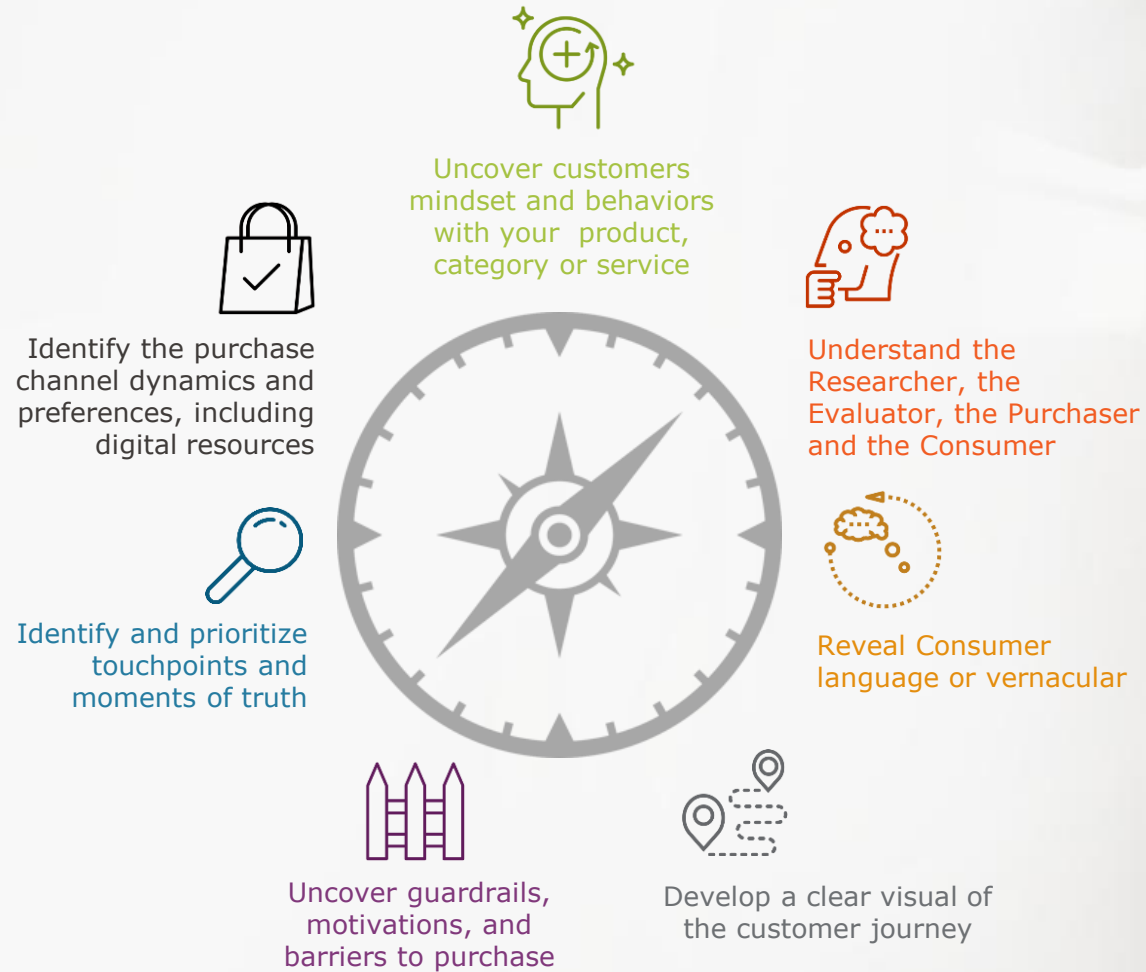 Uncover customers
mindset and behaviors
with your product,
category or service
Understand the
Researcher, the
Evaluator, the Purchaser
and the Consumer
Reveal Consumer
language or vernacular
Develop a clear visual of
the customer journey
Uncover guardrails,
motivations, and
barriers to purchase
Identify and prioritize
touchpoints and
moments of truth
Identify the purchase
channel dynamics and
preferences, including
digital resources